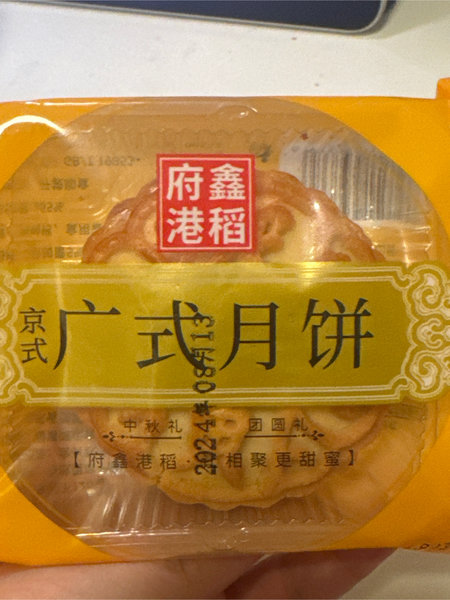 府鑫
港稻
京式
广式月饼
2024年08月13
中秋礼 团圆礼
【府鑫港稻·相聚更甜蜜】